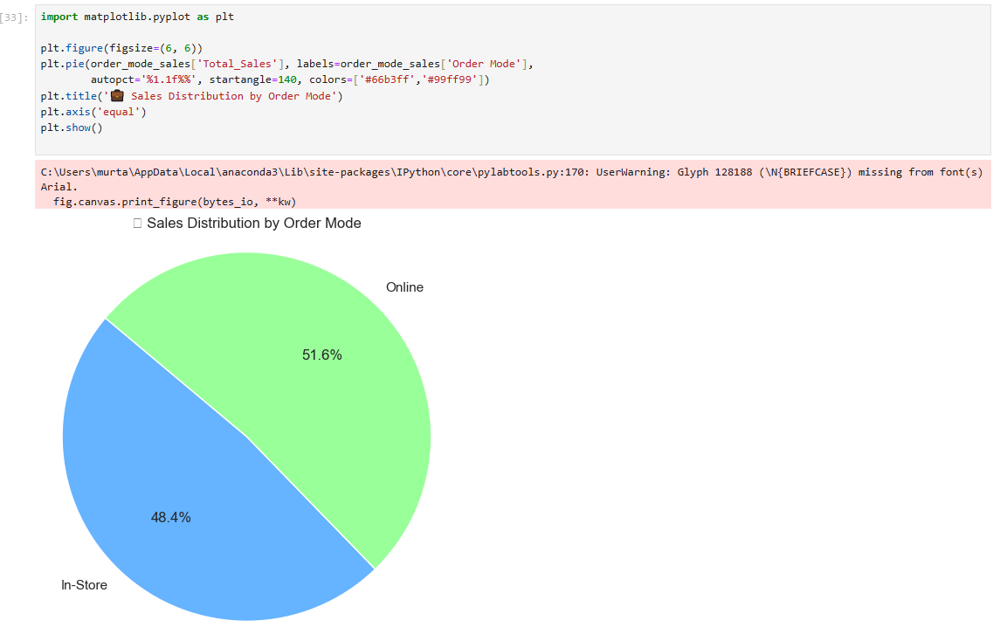 [33]:
import matplotlib.pyplot as plt
plt.figure(figsize=(6, 6))
plt.pie(order_mode_sales['Total_Sales'], labels=order_mode_sales['Order Mode'],
        autopct='%1.1f%%', startangle=140, colors=['#66b3ff','#99ff99'])
plt.title('💼 Sales Distribution by Order Mode')
plt.axis('equal')
plt.show()
C:\Users\murta\AppData\Local\anaconda3\Lib\site-packages\IPython\core\pylabtools.py:170: UserWarning: Glyph 128188 (\N{BRIEFCASE}) missing from font(s)
Arial.
  fig.canvas.print_figure(bytes_io, **kw)
▯ Sales Distribution by Order Mode
Online
51.6%
48.4%
In-Store